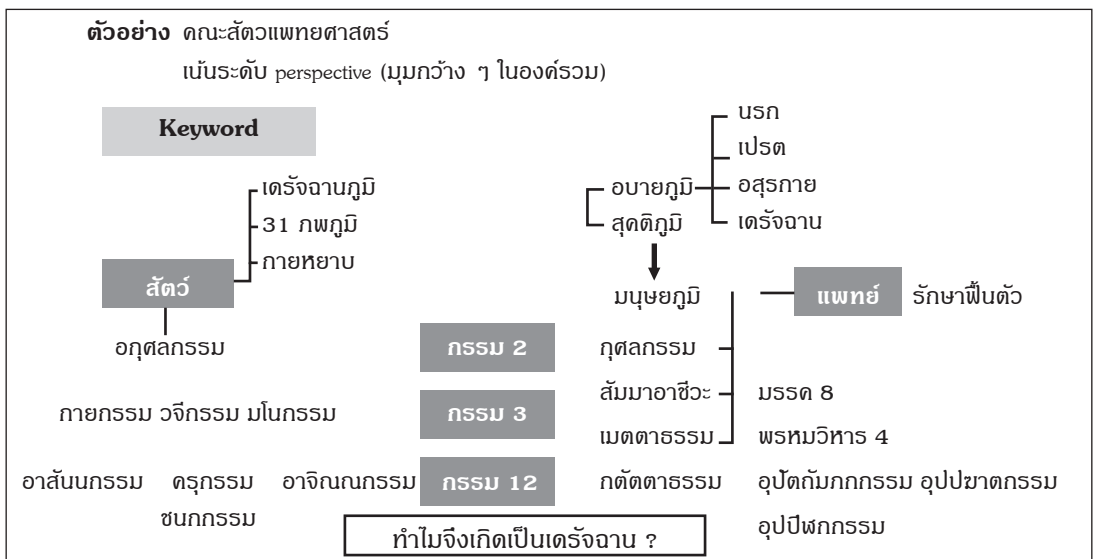 ตัวอย่าง คณะสัตวแพทยศาสตร์
เน้นระดับ perspective (มุมกว้าง ๆ ในองค์รวม)
Keyword
นรก
เปรต
เดรัจฉานภูมิ
อบายภูมิ
อสุรกาย
31 ภพภูมิ
สุคติภูมิ
เดรัจฉาน
กายหยาบ
สัตว์
มนุษยภูมิ
แพทย์ รักษาฟื้นตัว
อกุศลกรรม
กรรม 2
กุศลกรรม
สัมมาอาชีวะ มรรค 8
กายกรรม วจีกรรม มโนกรรม
กรรม 3
เมตตาธรรม พรหมวิหาร 4
อาสันนกรรม ครุกรรม อาจิณณกรรม กรรม 12 กตัตตาธรรม อุปัตถัมภกกรรม อุปปฆาตกรรม
ชนกกรรม
อุปปีฬกกรรม
ทำไมจึงเกิดเป็นเดรัจฉาน ?